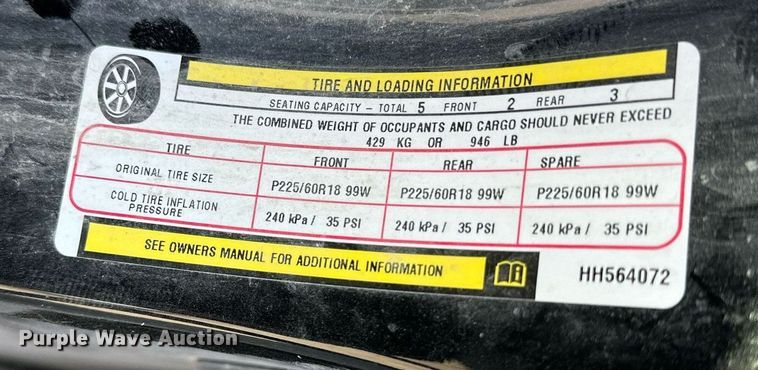 TIRE AND LOADING INFORMATION
SEATING CAPACITY – TOTAL 5 FRONT 2 REAR 3
THE COMBINED WEIGHT OF OCCUPANTS AND CARGO SHOULD NEVER EXCEED
429 KG OR 946 LB
TIRE FRONT REAR SPARE
ORIGINAL TIRE SIZE P225/60R18 99W P225/60R18 99W P225/60R18 99W
COLD TIRE INFLATION
PRESSURE 240 kPa / 35 PSI 240 kPa / 35 PSI 240 kPa / 35 PSI
SEE OWNERS MANUAL FOR ADDITIONAL INFORMATION
HH564072
Purple Wave Auction